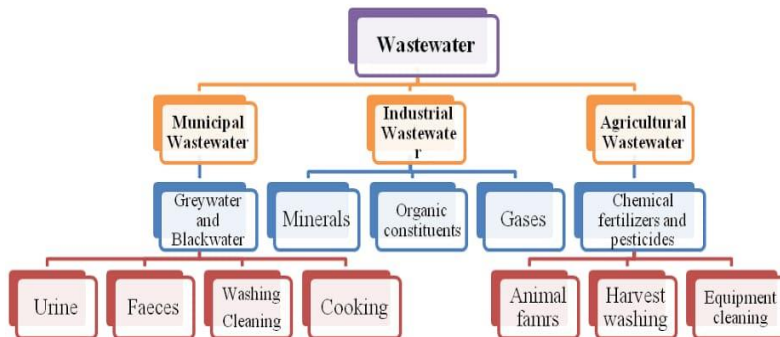 Wastewater
Municipal
Wastewater
Industrial
Wastewate
r
Agricultural
Wastewater
Greywater
and
Blackwater
Minerals
Organic
constituents
Gases
Chemical
fertilizers and
pesticides
Urine
Faeces
Washing
Cleaning
Cooking
Animal
famrs
Harvest
washing
Equipment
cleaning